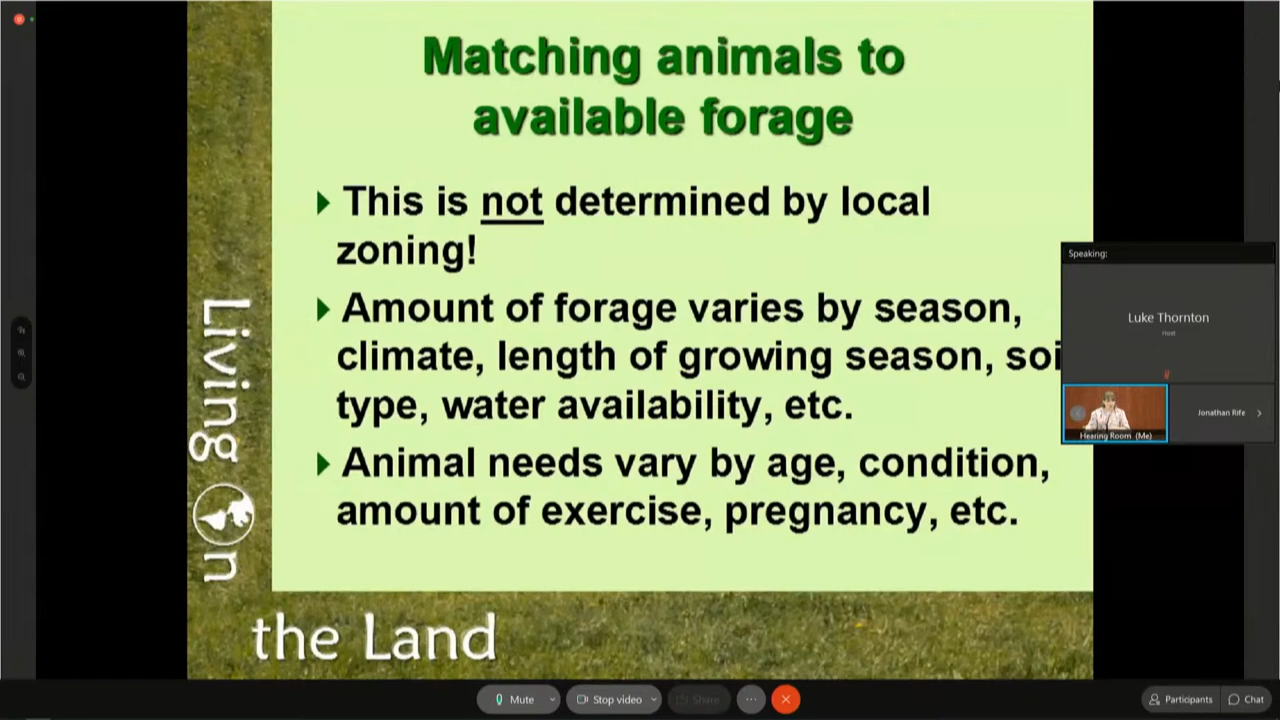 Matching animals to
available forage
This is not determined by local
zoning!
Amount of forage varies by season,
climate, length of growing season, soi
type, water availability, etc.
Animal needs vary by age, condition,
amount of exercise, pregnancy, etc.
Living On
the Land
Speaking:
Luke Thornton
Host
Hearing Room (Me)
Jonathan Rife
Mute
Stop video
Share
Participants
Chat